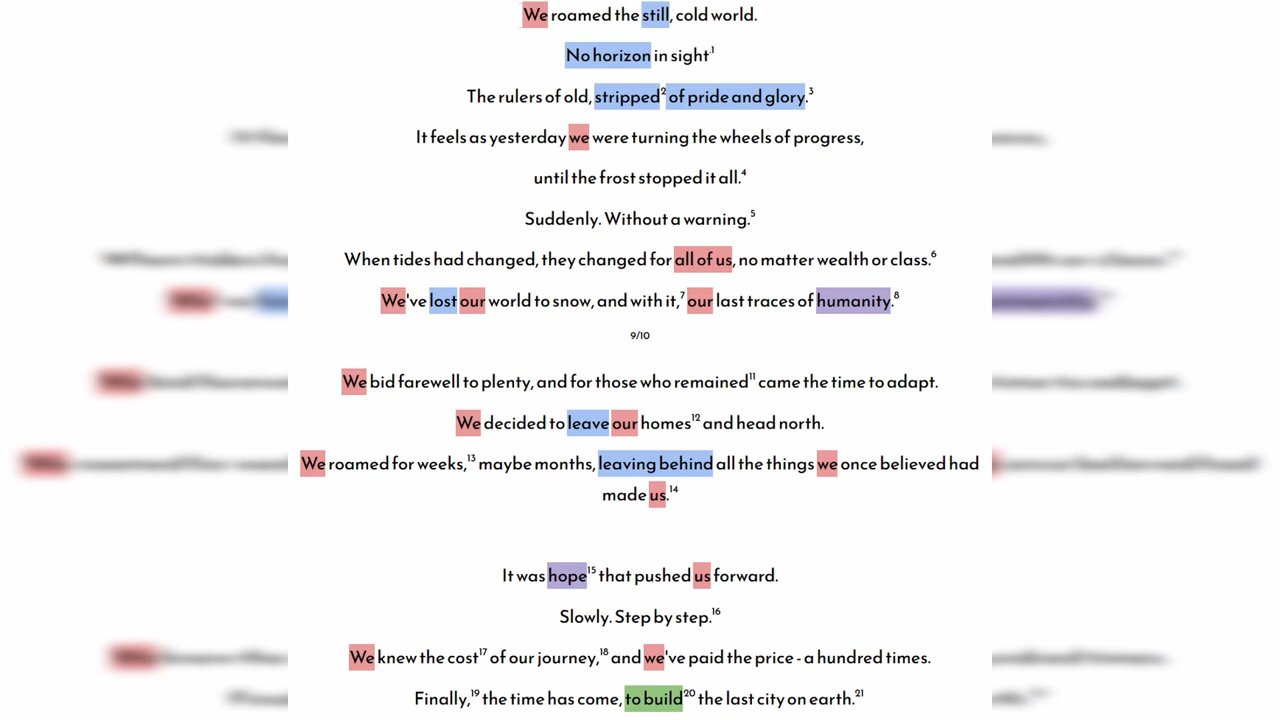 We roamed the still, cold world.
No horizon in sight¹
The rulers of old, stripped² of pride and glory.³
It feels as yesterday we were turning the wheels of progress,
until the frost stopped it all.⁴
Suddenly. Without a warning.⁵
When tides had changed, they changed for all of us, no matter wealth or class.⁶
We've lost our world to snow, and with it,⁷ our last traces of humanity.⁸
9/10
We bid farewell to plenty, and for those who remained¹¹ came the time to adapt.
We decided to leave our homes¹² and head north.
We roamed for weeks,¹³ maybe months, leaving behind all the things we once believed had
made us.¹⁴
It was hope¹⁵ that pushed us forward.
Slowly. Step by step.¹⁶
We knew the cost¹⁷ of our journey,¹⁸ and we've paid the price - a hundred times.
Finally,¹⁹ the time has come, to build²⁰ the last city on earth.²¹